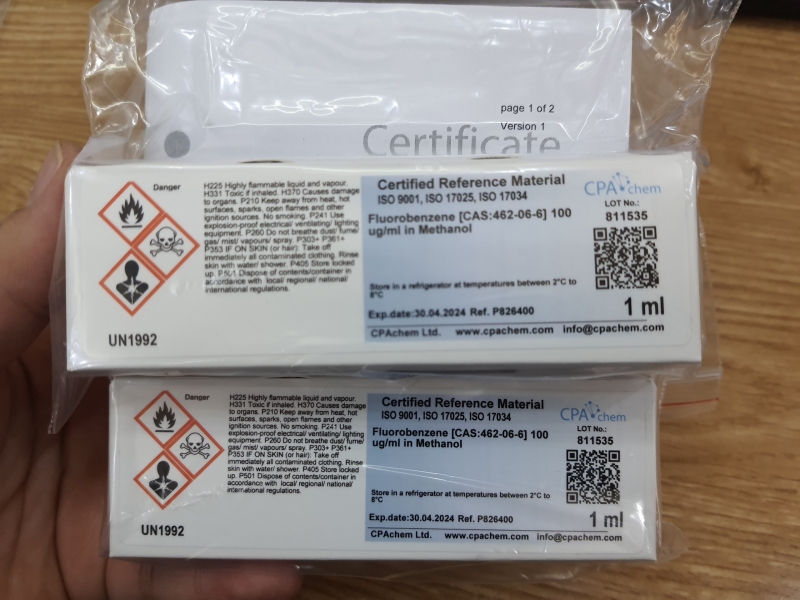 page 1 of 2
Version 1
Certificate
Danger
H225 Highly flammable liquid and vapour.
H331 Toxic if inhaled. H370 Causes damage
to organs. P210 Keep away from heat, hot
surfaces, sparks, open flames and other
ignition sources. No smoking. P241 Use
explosion-proof electrical/ ventilating/ lighting
equipment. P260 Do not breathe dust/ fume/
gas/ mist/ vapours/ spray. P303+ P361+
P353 IF ON SKIN (or hair): Take off
immediately all contaminated clothing. Rinse
skin with water/ shower. P405 Store locked
up. P501 Dispose of contents/container in
accordance with local/ regional/ national/
international regulations.
UN1992
Certified Reference Material
ISO 9001, ISO 17025, ISO 17034
Fluorobenzene [CAS:462-06-6] 100
ug/ml in Methanol
Store in a refrigerator at temperatures between 2°C to
8°C
Exp.date:30.04.2024 Ref. P826400
CPAchem Ltd. www.cpachem.com info@cpachem.com
CPAchem
LOT No.:
811535
1 ml
Danger
H225 Highly flammable liquid and vapour.
H331 Toxic if inhaled. H370 Causes damage
to organs. P210 Keep away from heat, hot
surfaces, sparks, open flames and other
ignition sources. No smoking. P241 Use
explosion-proof electrical/ ventilating/ lighting
equipment. P260 Do not breathe dust/ fume/
gas/ mist/ vapours/ spray. P303+ P361+
P353 IF ON SKIN (or hair): Take off
immediately all contaminated clothing. Rinse
skin with water/ shower. P405 Store locked
up. P501 Dispose of contents/container in
accordance with local/ regional/ national/
international regulations.
UN1992
Certified Reference Material
ISO 9001, ISO 17025, ISO 17034
Fluorobenzene [CAS:462-06-6] 100
ug/ml in Methanol
Store in a refrigerator at temperatures between 2°C to
8°C
Exp.date:30.04.2024 Ref. P826400
CPAchem Ltd. www.cpachem.com info@cpachem.com
CPAchem
LOT No.:
811535
1 ml